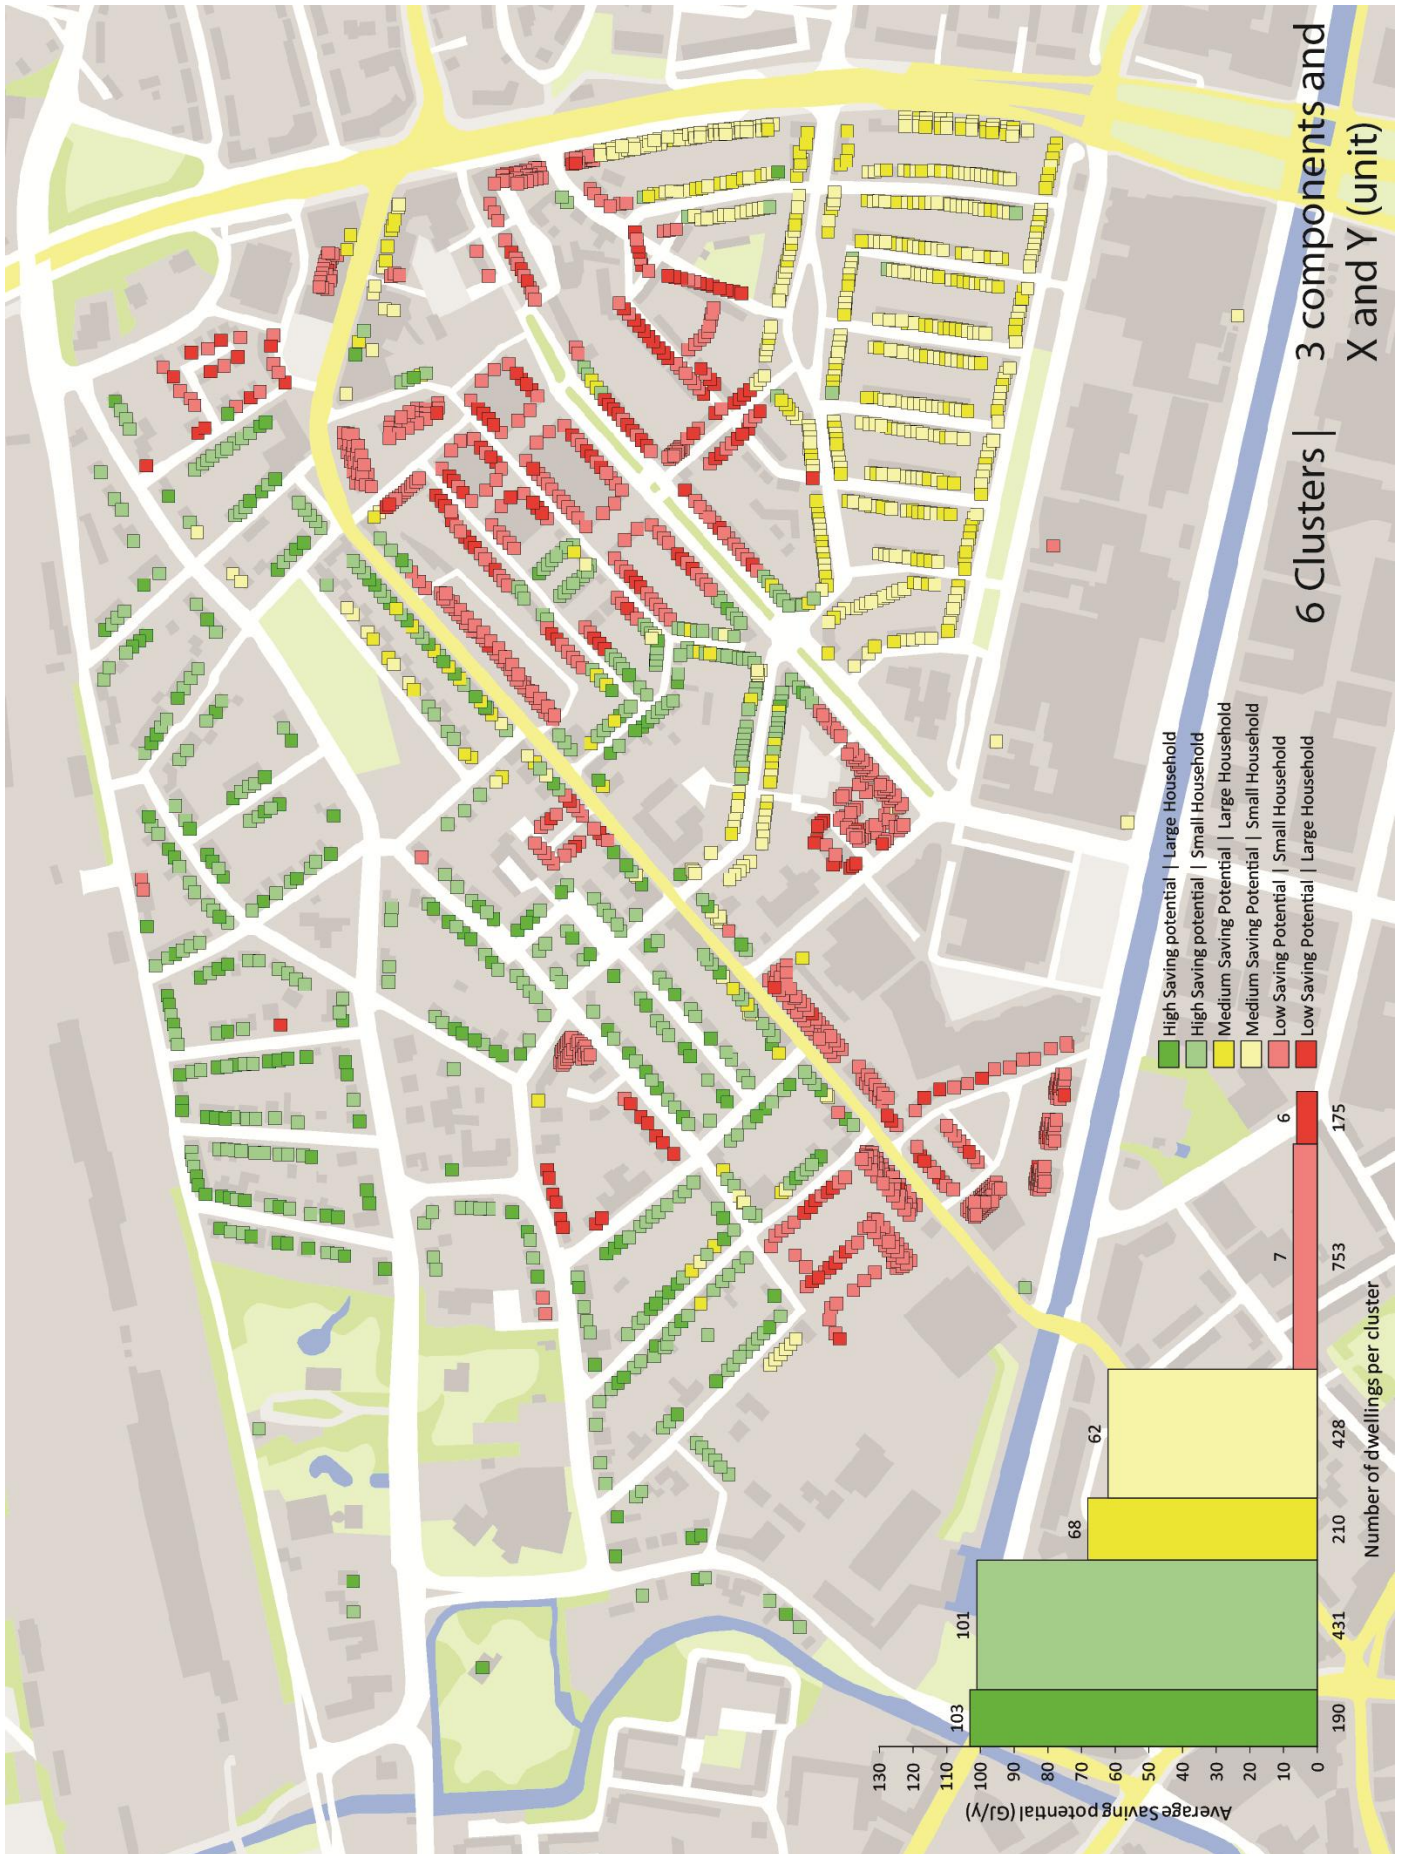 6 Clusters | 3 components and
X and Y (unit)
High Saving potential | Large Household
High Saving potential | Small Household
Medium Saving Potential | Large Household
Medium Saving Potential | Small Household
Low Saving Potential | Small Household
Low Saving Potential | Large Household
Average Saving potential (GJ/y)
130
120
110
100
90
80
70
60
50
40
30
20
10
0
103
101
68
62
7
6
190
431
210
428
753
175
Number of dwellings per cluster